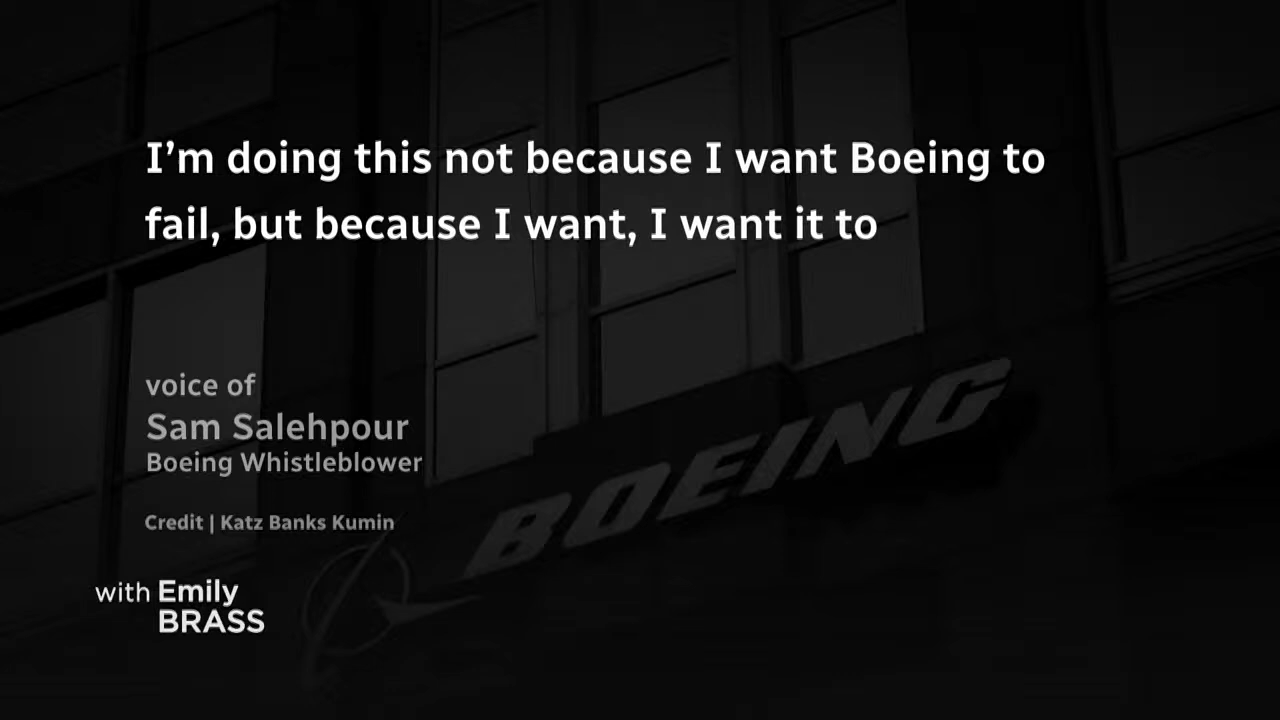 I'm doing this not because I want Boeing to
fail, but because I want, I want it to
voice of
Sam Salehpour
Boeing Whistleblower
Credit | Katz Banks Kumin
BOEING
with Emily
BRASS